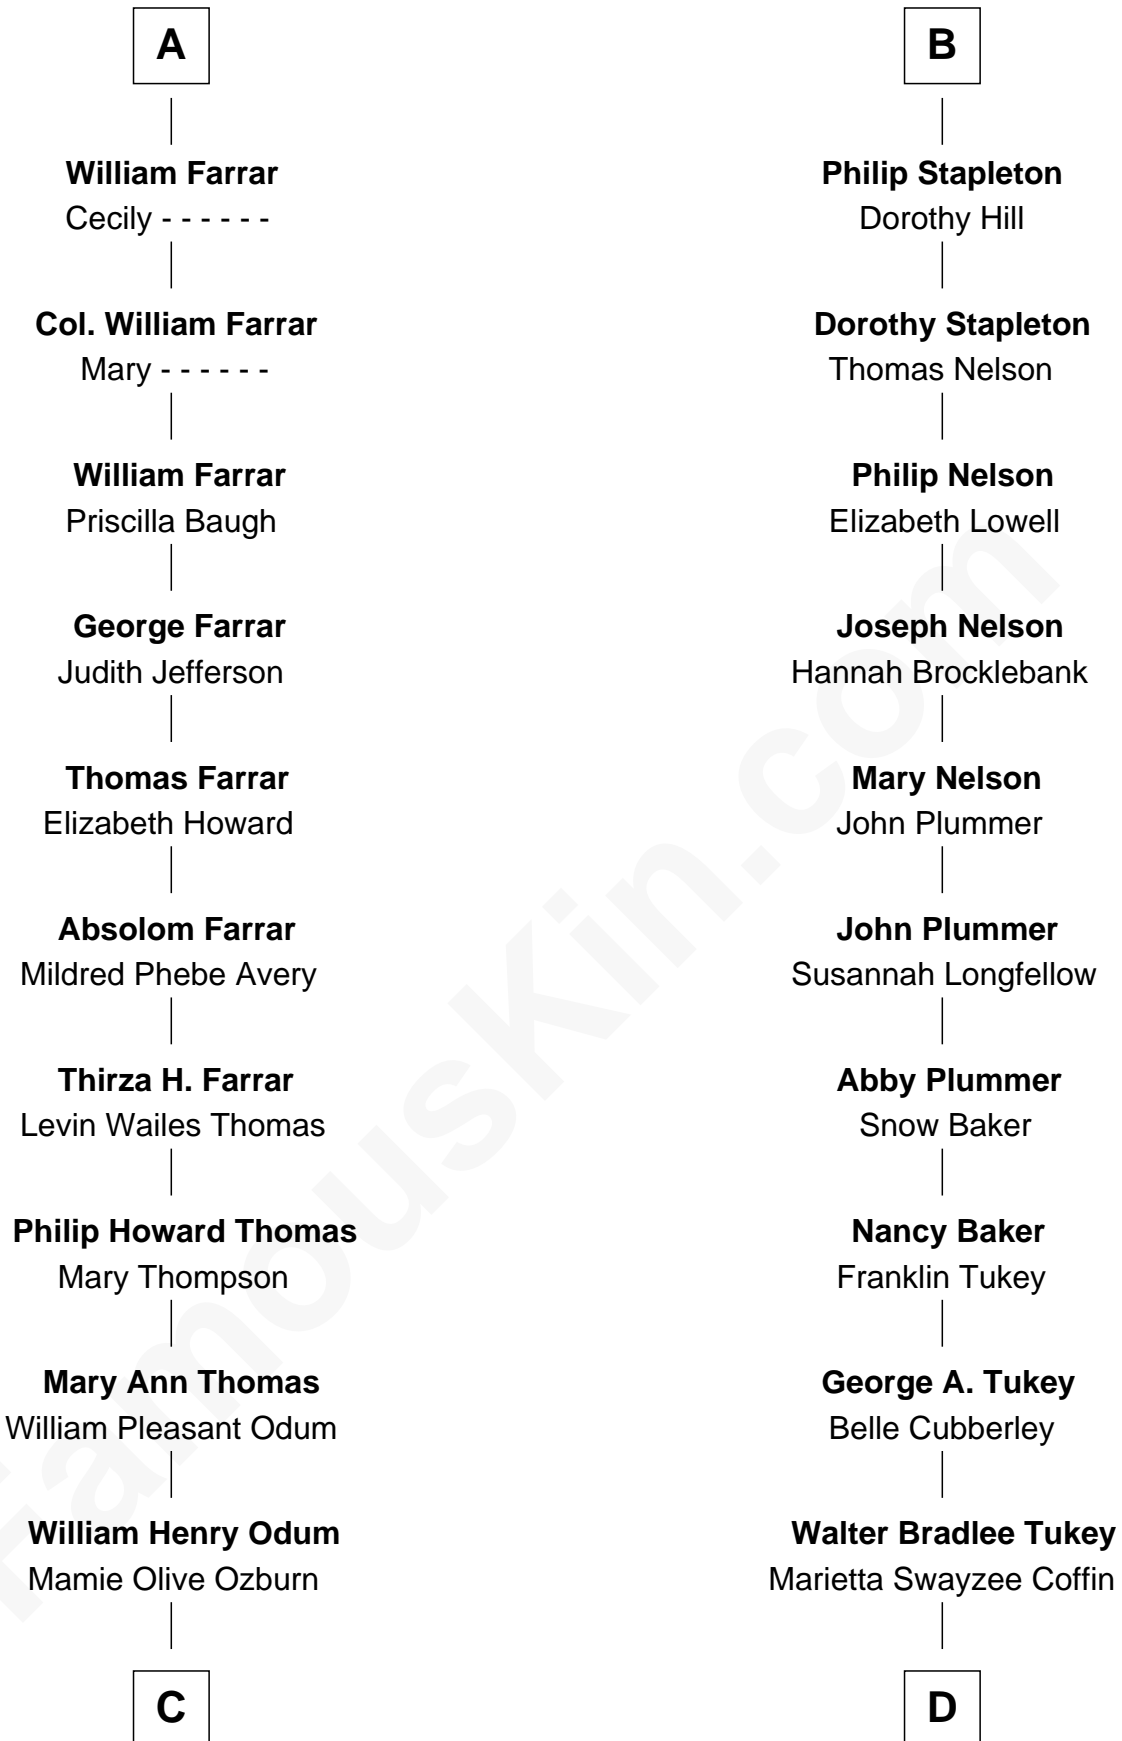 A
William Farrar
Cecily - - - - - -
Col. William Farrar
Mary - - - - - -
William Farrar
Priscilla Baugh
George Farrar
Judith Jefferson
Thomas Farrar
Elizabeth Howard
Absolom Farrar
Mildred Phebe Avery
Thirza H. Farrar
Levin Wailes Thomas
Philip Howard Thomas
Mary Thompson
Mary Ann Thomas
William Pleasant Odum
William Henry Odum
Mamie Olive Ozburn
C
B
Philip Stapleton
Dorothy Hill
Dorothy Stapleton
Thomas Nelson
Philip Nelson
Elizabeth Lowell
Joseph Nelson
Hannah Brocklebank
Mary Nelson
John Plummer
John Plummer
Susannah Longfellow
Abby Plummer
Snow Baker
Nancy Baker
Franklin Tukey
George A. Tukey
Belle Cubberley
Walter Bradlee Tukey
Marietta Swayzee Coffin
D
FamousKin.com